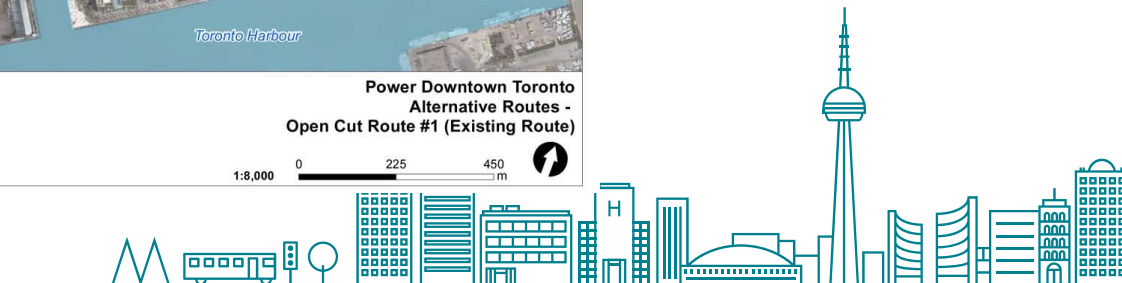 Toronto Harbour
Power Downtown Toronto
Alternative Routes -
Open Cut Route #1 (Existing Route)
0 225 450
1:8,000 m
H